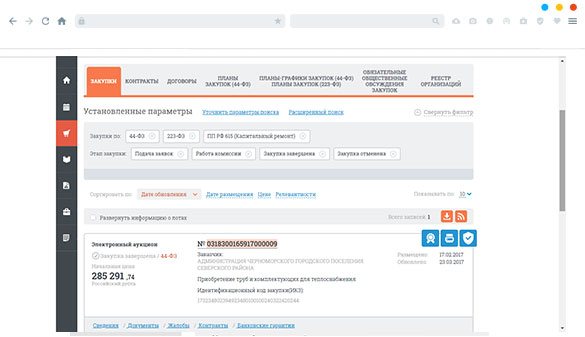 ЗАКУПКИ
КОНТРАКТЫ
ДОГОВОРЫ
ПЛАНЫ
ЗАКУПОК (44-ФЗ)
ПЛАНЫ-ГРАФИКИ ЗАКУПОК (44-ФЗ)
ПЛАНЫ ЗАКУПОК (223-ФЗ)
ОБЯЗАТЕЛЬНЫЕ
ОБЩЕСТВЕННЫЕ
ОБСУЖДЕНИЯ
ЗАКУПОК
РЕЕСТР
ОРГАНИЗАЦИЙ
Установленные параметры
Уточнить параметры поиска
Расширенный поиск
Свернуть фильтр
Закупки по:
44-ФЗ
223-ФЗ
ПП РФ 615 (Капитальный ремонт)
Этап закупки:
Подача заявок
Работа комиссии
Закупка завершена
Закупка отменена
Сортировать по:
Дате обновления
Дате размещения
Цене
Релевантности
Показывать по:
10
Развернуть информацию о лотах
Всего записей: 1
Электронный аукцион
№ 0318300165917000009
Закупка завершена / 44-ФЗ
Начальная цена
285 291 ,74
Российский рубль
Заказчик:
АДМИНИСТРАЦИЯ ЧЕРНОМОРСКОГО ГОРОДСКОГО ПОСЕЛЕНИЯ
СЕВЕРСКОГО РАЙОНА
Приобретение труб и комплектующих для теплоснабжения
Идентификационный код закупки(ИКЗ):
Размещено: 17.02.2017
Обновлено: 23.03.2017
Сведения / Документы / Жалобы / Контракты / Банковские гарантии